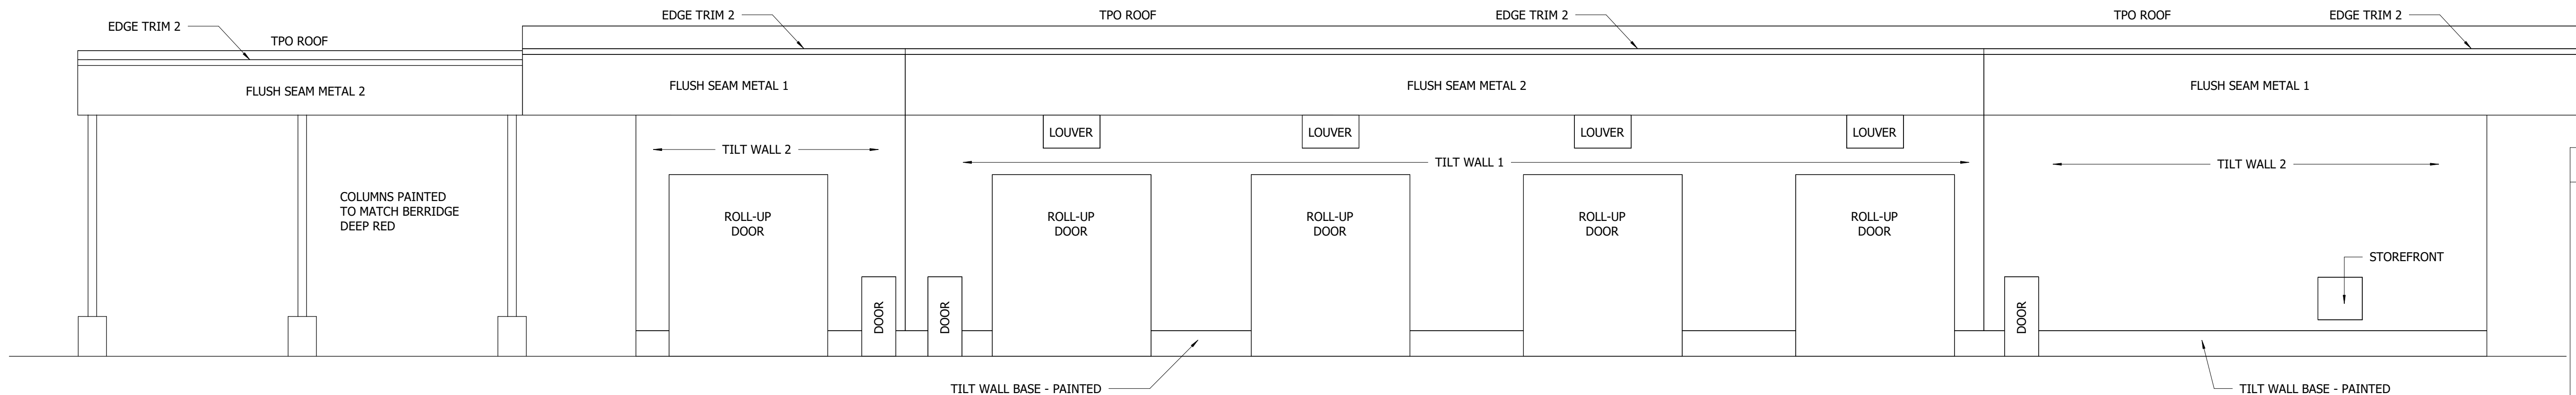 EDGE TRIM 2
TPO ROOF
EDGE TRIM 2
TPO ROOF
EDGE TRIM 2
TPO ROOF
EDGE TRIM 2
FLUSH SEAM METAL 2
FLUSH SEAM METAL 1
FLUSH SEAM METAL 2
FLUSH SEAM METAL 1
LOUVER
LOUVER
LOUVER
LOUVER
TILT WALL 2
TILT WALL 1
TILT WALL 2
COLUMNS PAINTED
TO MATCH BERRIDGE
DEEP RED
ROLL-UP
DOOR
ROLL-UP
DOOR
ROLL-UP
DOOR
ROLL-UP
DOOR
ROLL-UP
DOOR
STOREFRONT
DOOR
DOOR
DOOR
TILT WALL BASE - PAINTED
TILT WALL BASE - PAINTED